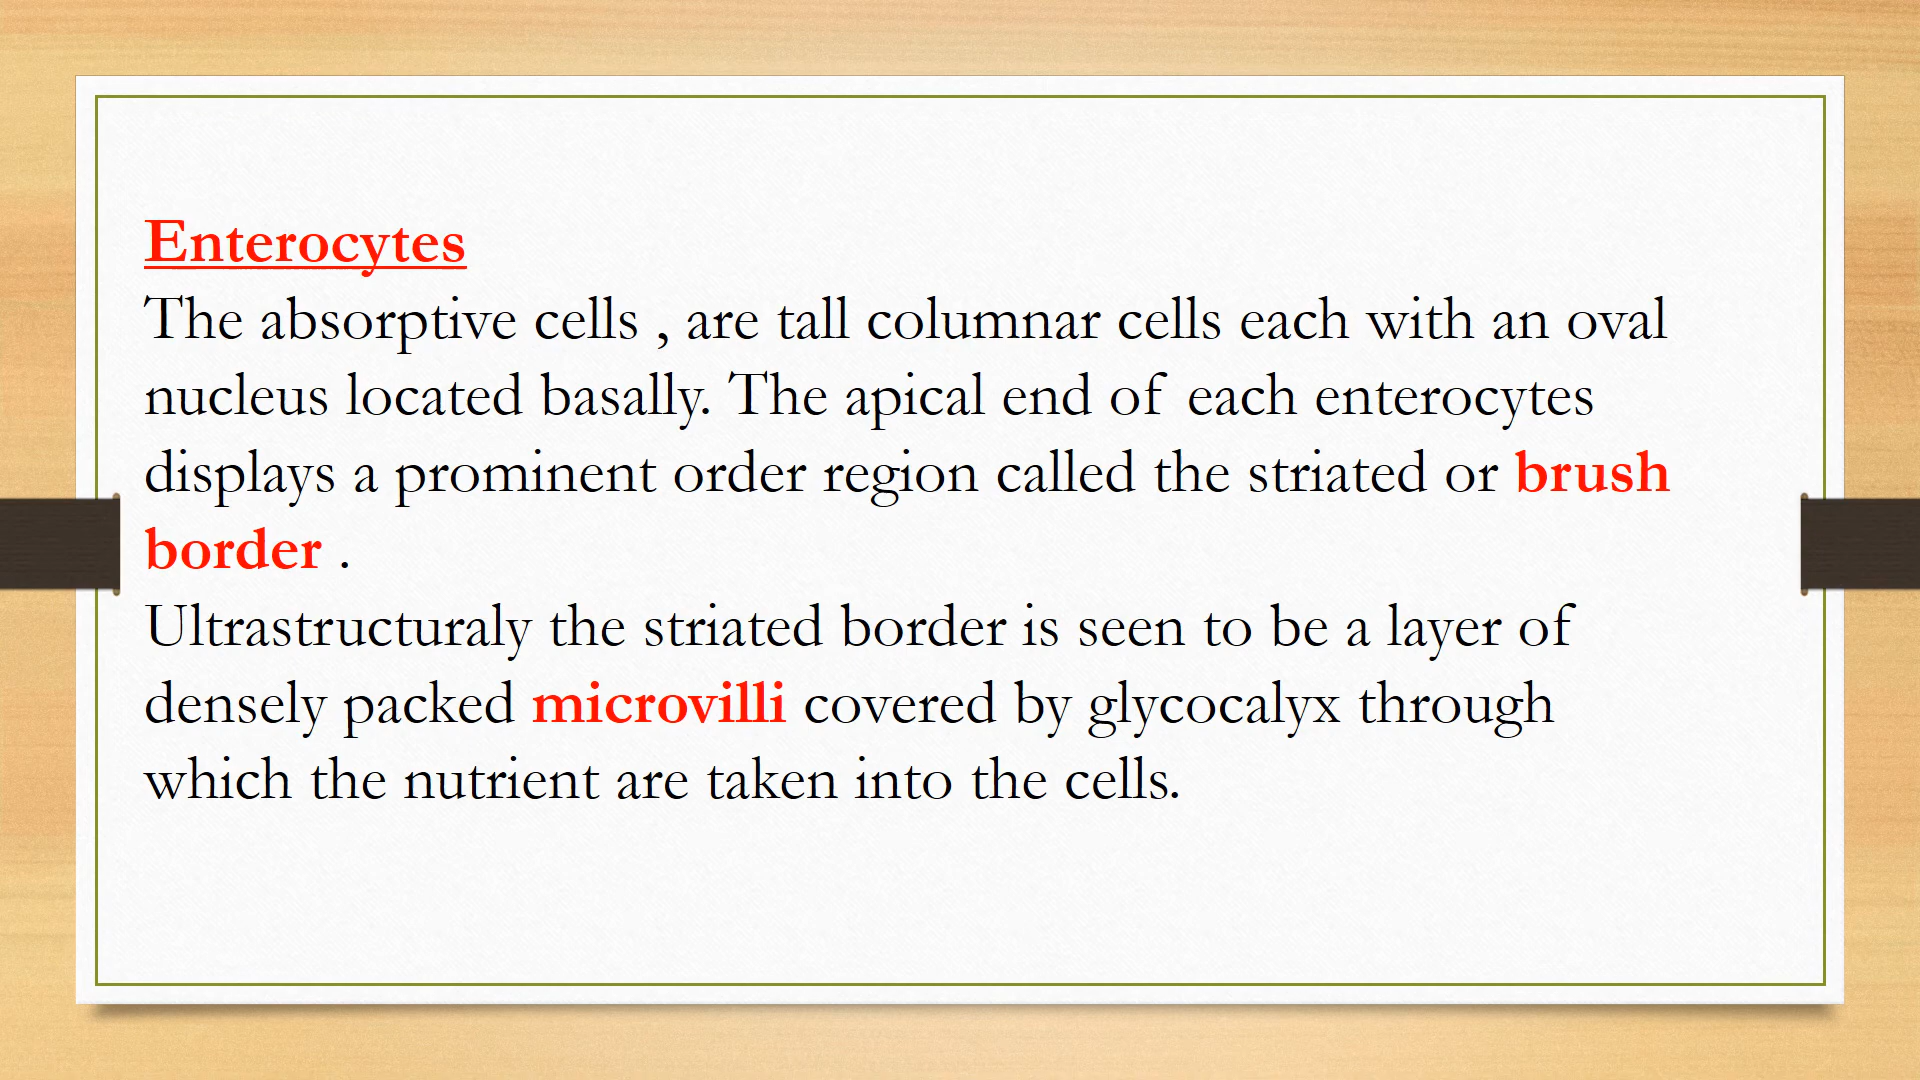 Enterocytes
The absorptive cells , are tall columnar cells each with an oval
nucleus located basally. The apical end of each enterocytes
displays a prominent order region called the striated or brush
border .
Ultrastructuraly the striated border is seen to be a layer of
densely packed microvilli covered by glycocalyx through
which the nutrient are taken into the cells.